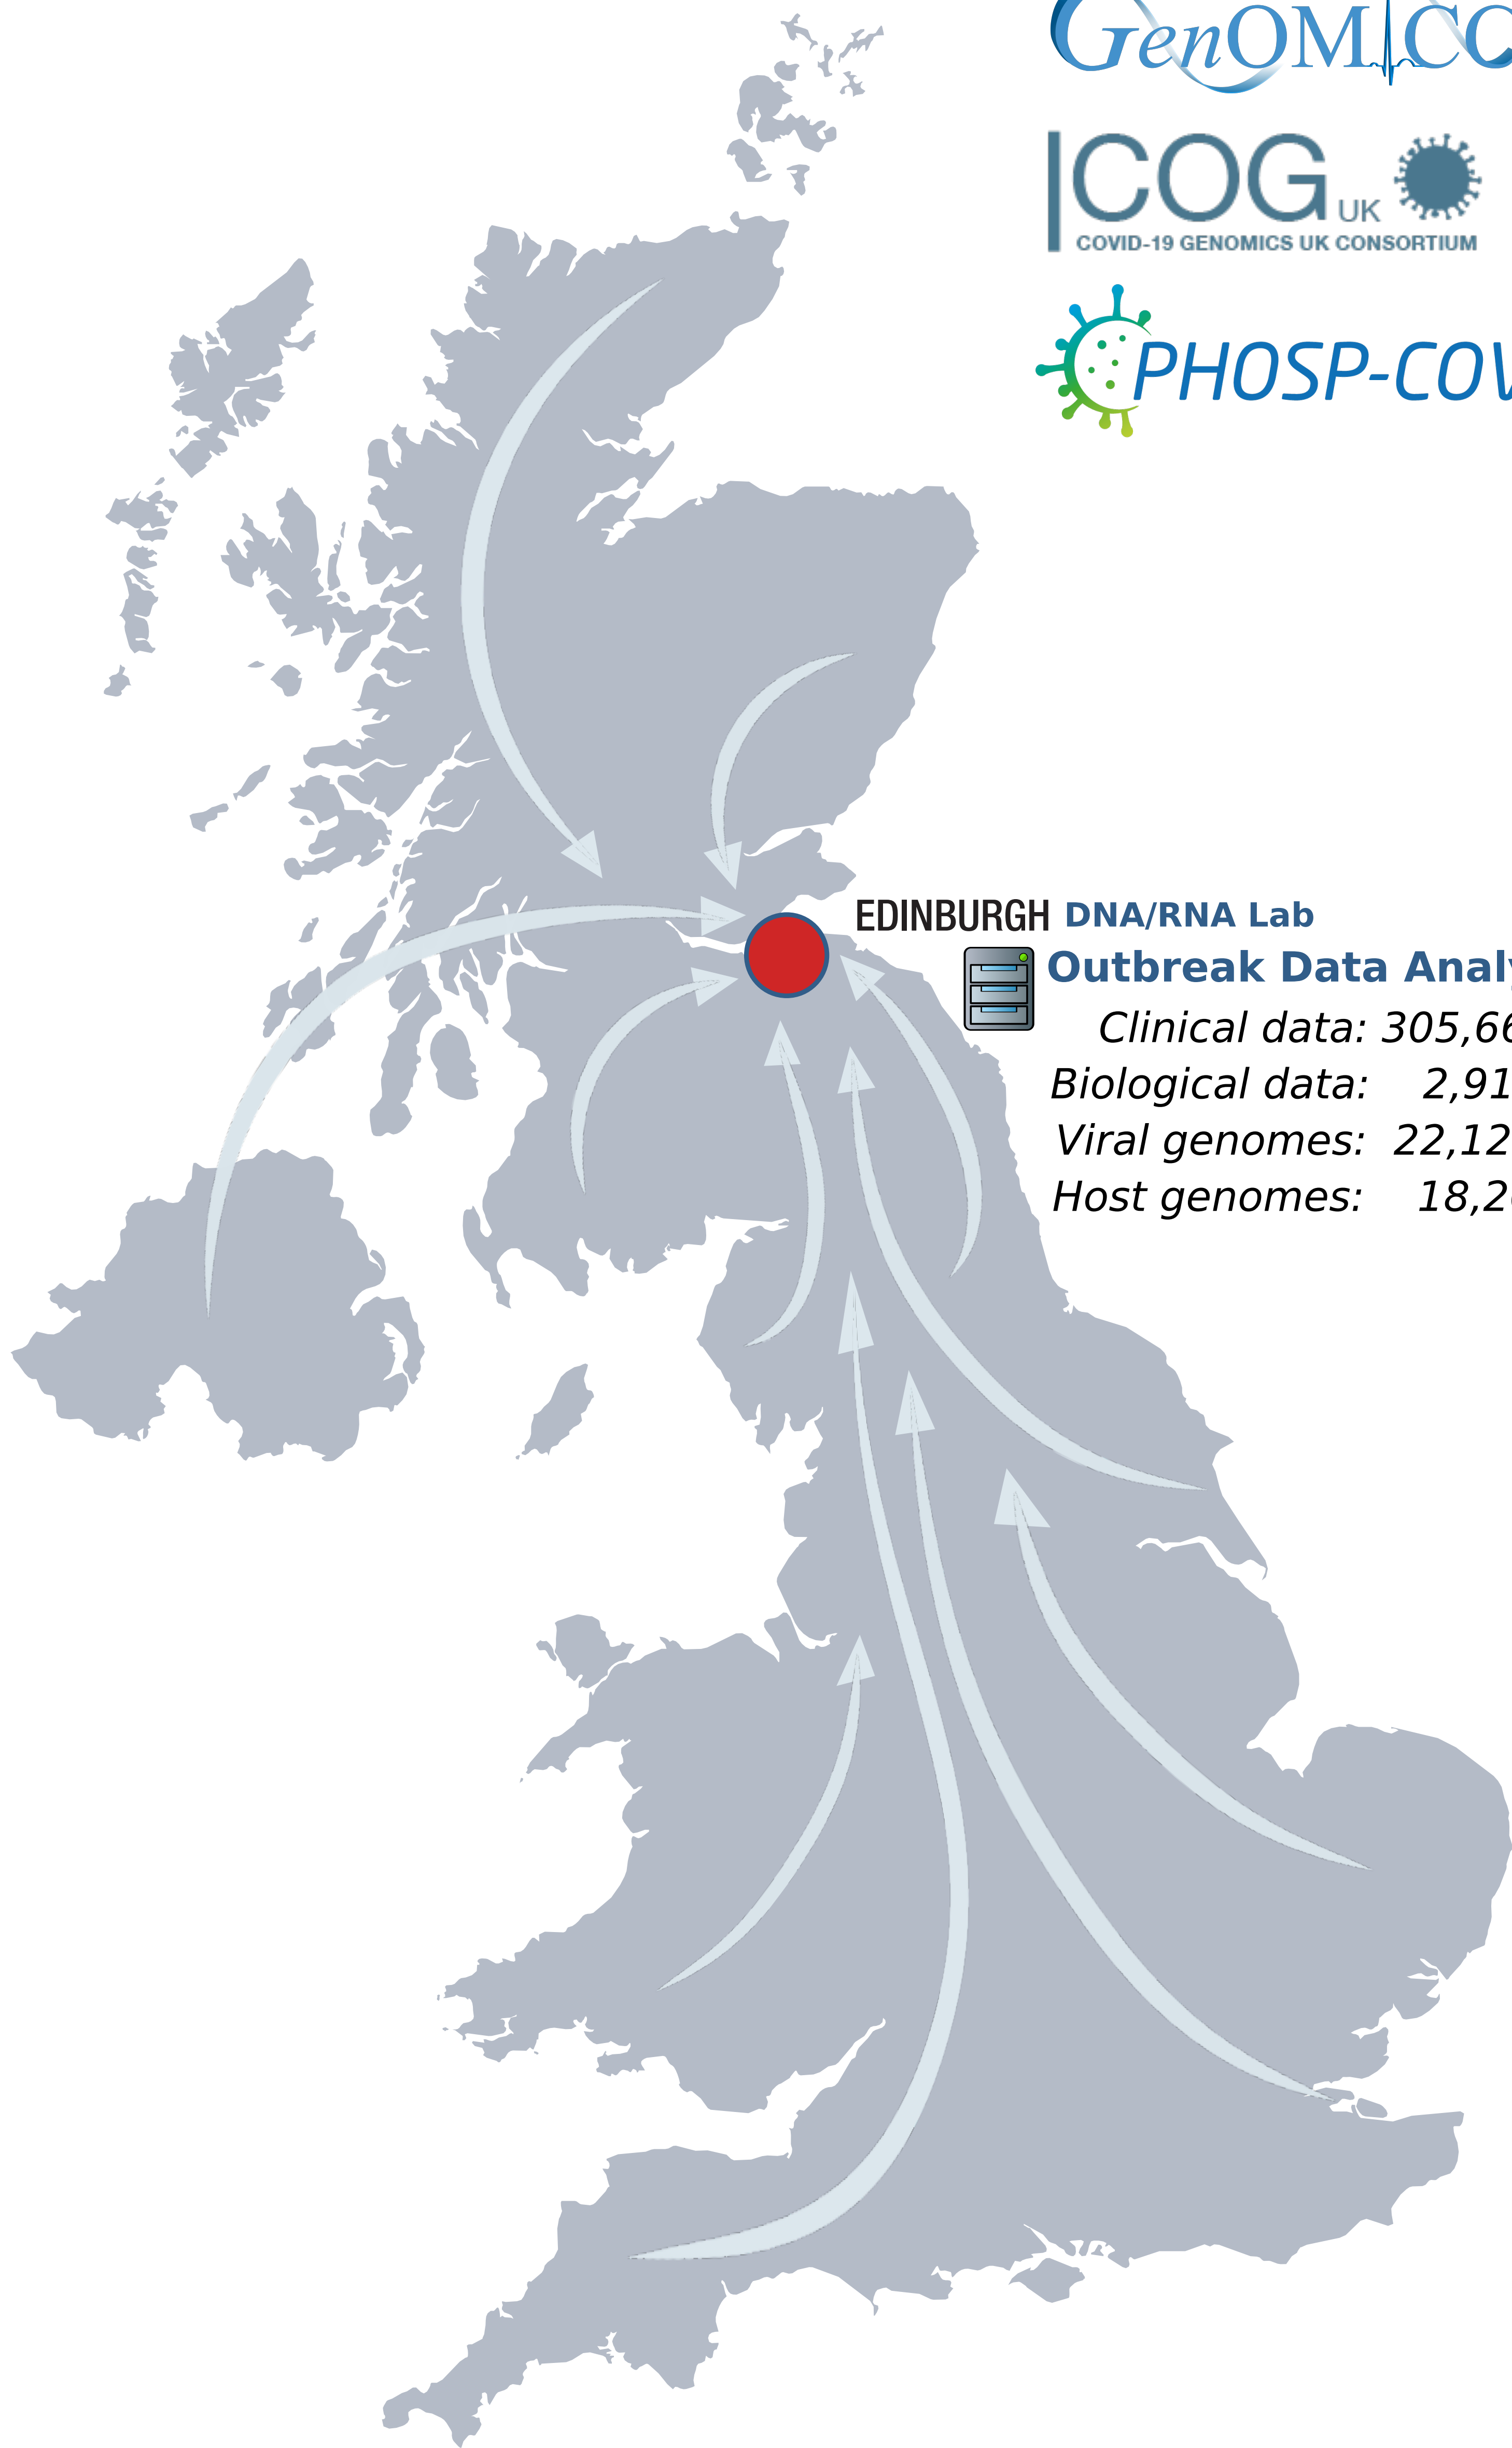 GenOMICC
COG UK
COVID-19 GENOMICS UK CONSORTIUM
PHOSP-COV
EDINBURGH DNA/RNA Lab
Outbreak Data Analy
Clinical data: 305,66
Biological data: 2,91
Viral genomes: 22,12
Host genomes: 18,2